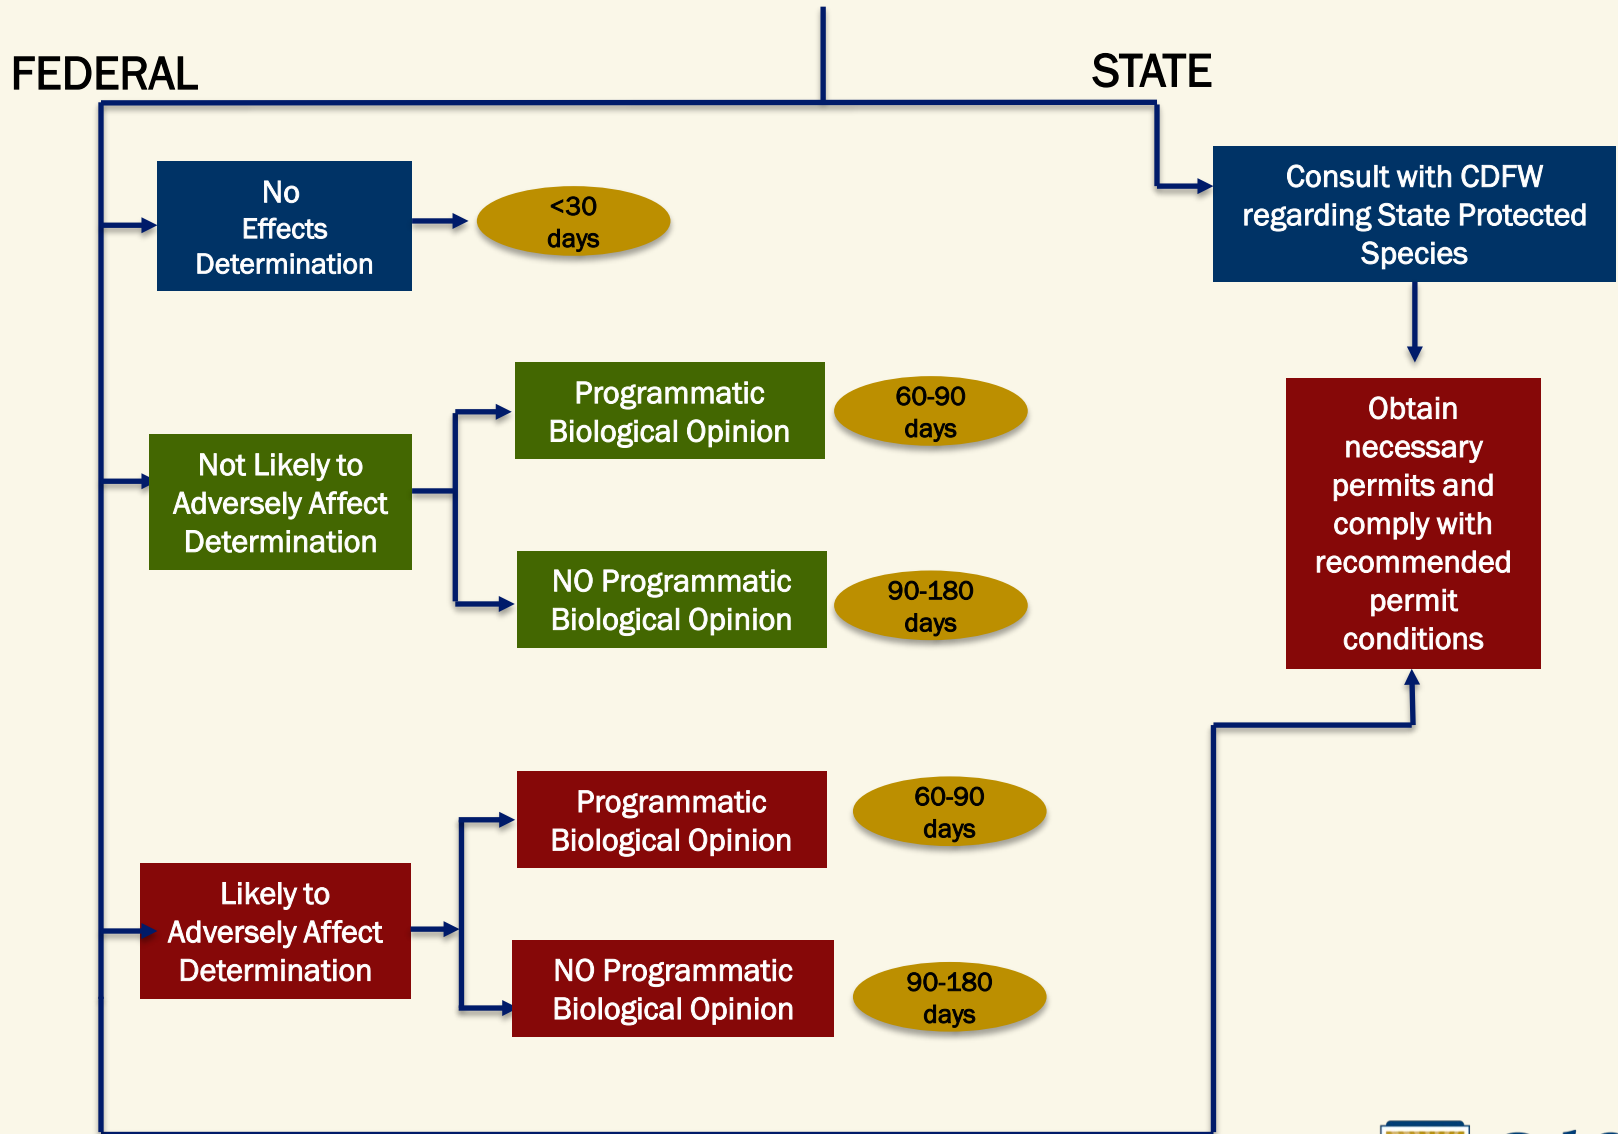 FEDERAL
STATE
No
Effects
Determination
<30
days
Consult with CDFW
regarding State Protected
Species
Programmatic
Biological Opinion
60-90
days
Not Likely to
Adversely Affect
Determination
NO Programmatic
Biological Opinion
90-180
days
Obtain
necessary
permits and
comply with
recommended
permit
conditions
Programmatic
Biological Opinion
60-90
days
Likely to
Adversely Affect
Determination
NO Programmatic
Biological Opinion
90-180
days